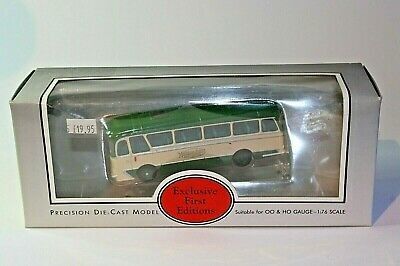 £19.95
PRECISION DIE-CAST MODEL
Exclusive
First
Editions
Suitable for OO & HO GAUGE–1:76 SCALE